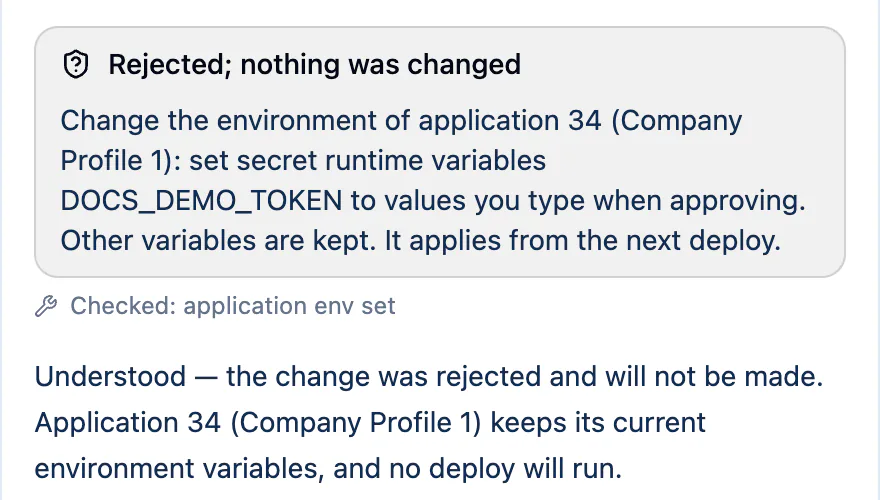 Rejected; nothing was changed
Change the environment of application 34 (Company
Profile 1): set secret runtime variables
DOCS_DEMO_TOKEN to values you type when approving.
Other variables are kept. It applies from the next deploy.
Checked: application env set
Understood — the change was rejected and will not be made.
Application 34 (Company Profile 1) keeps its current
environment variables, and no deploy will run.